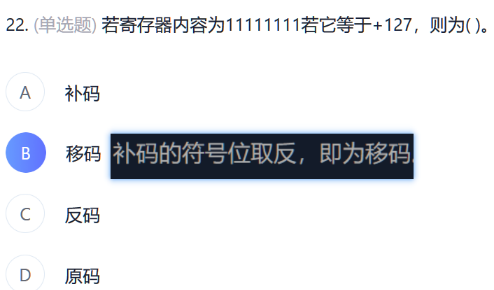 22. (单选题) 若寄存器内容为11111111若它等于+127，则为( )。
A 补码
B 移码 补码的符号位取反，即为移码.
C 反码
D 原码